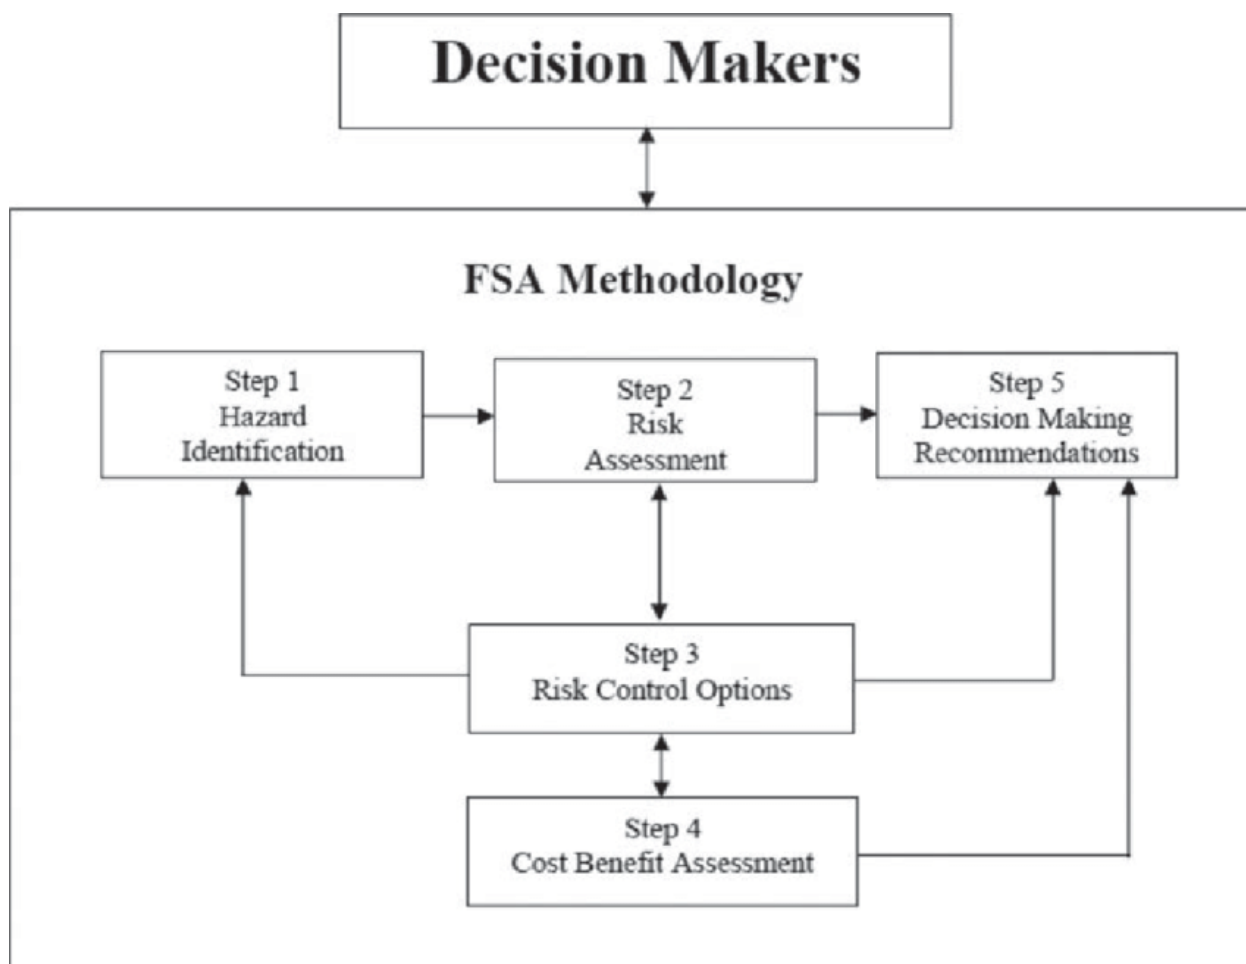 Decision Makers
FSA Methodology
Step 1
Hazard
Identification
Step 2
Risk
Assessment
Step 5
Decision Making
Recommendations
Step 3
Risk Control Options
Step 4
Cost Benefit Assessment